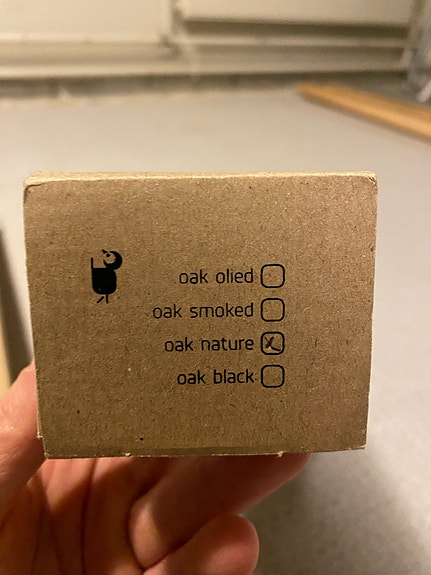 oak olied
oak smoked
oak nature
oak black